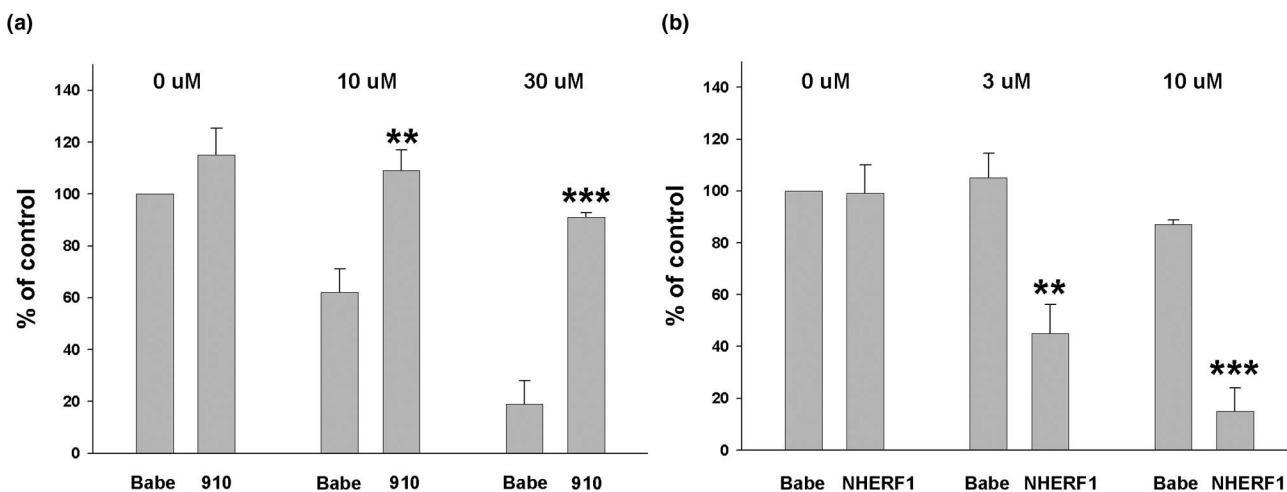 (a)
0 uM 10 uM 30 uM
% of control
140
120
100
80
60
40
20
0
**
***
Babe 910 Babe 910 Babe 910
(b)
0 uM 3 uM 10 uM
% of control
140
120
100
80
60
40
20
0
**
***
Babe NHERF1 Babe NHERF1 Babe NHERF1